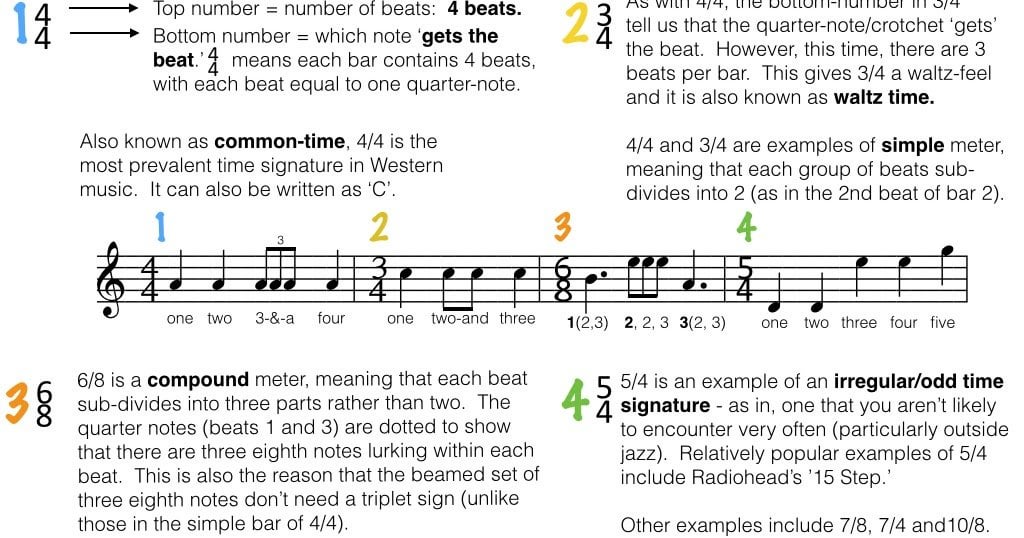 1 4/4
Top number = number of beats: 4 beats.
Bottom number = which note ‘gets the
beat.’ 4/4 means each bar contains 4 beats,
with each beat equal to one quarter-note.
Also known as common-time, 4/4 is the
most prevalent time signature in Western
music. It can also be written as ‘C’.
2 3/4
As with 4/4, the bottom-number in 3/4
tell us that the quarter-note/crotchet ‘gets’
the beat. However, this time, there are 3
beats per bar. This gives 3/4 a waltz-feel
and it is also known as waltz time.
4/4 and 3/4 are examples of simple meter,
meaning that each group of beats sub-
divides into 2 (as in the 2nd beat of bar 2).
1 2 3 4
3
4/4 3/4 6/8 5/4
one two 3-&-a four one two-and three 1(2,3) 2, 2, 3 3(2, 3) one two three four five
3 6/8
6/8 is a compound meter, meaning that each beat
sub-divides into three parts rather than two. The
quarter notes (beats 1 and 3) are dotted to show
that there are three eighth notes lurking within each
beat. This is also the reason that the beamed set of
three eighth notes don’t need a triplet sign (unlike
those in the simple bar of 4/4).
4 5/4
5/4 is an example of an irregular/odd time
signature - as in, one that you aren’t likely
to encounter very often (particularly outside
jazz). Relatively popular examples of 5/4
include Radiohead’s ’15 Step.’
Other examples include 7/8, 7/4 and10/8.